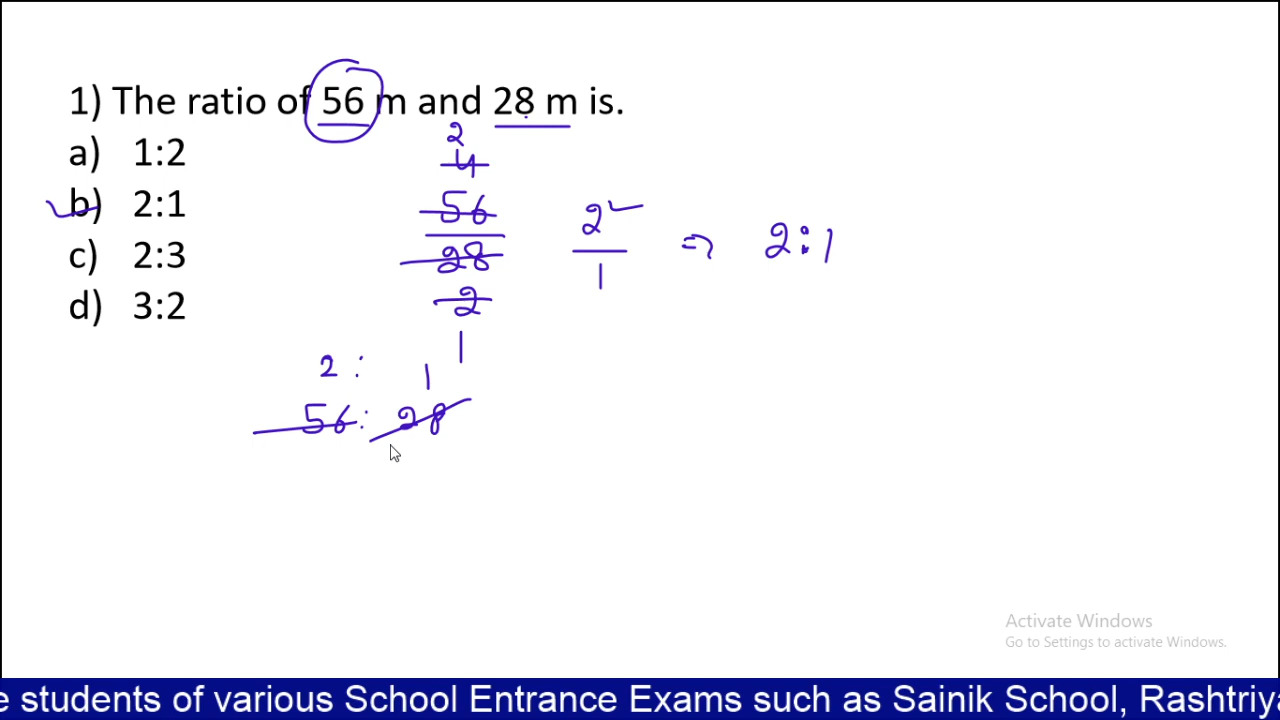 1) The ratio of 56 m and 28 m is.
a) 1:2
b) 2:1
c) 2:3
d) 3:2
2
4
56
28
2
1
2
1
⇒ 2:1
2 : 1
56 : 28
Activate Windows
Go to Settings to activate Windows.
e students of various School Entrance Exams such as Sainik School, Rashtriya